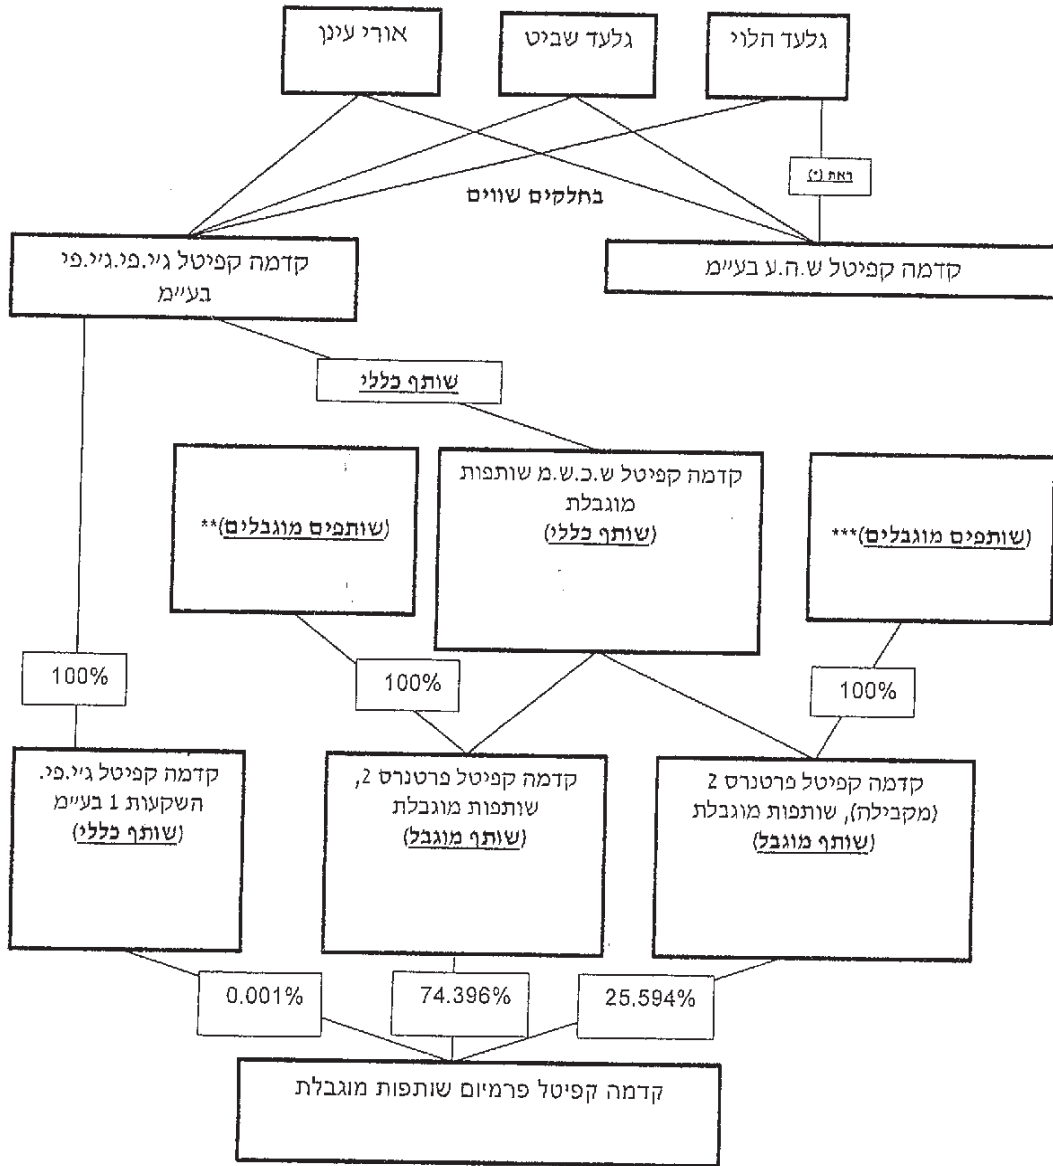 גלעד הלוי
גלעד שביט
אורי עינן
בחלקים שווים
קדמה קפיטל ש.ה.ע בע״מ
קדמה קפיטל ג׳י.פי.ג׳י.פי
בע״מ
שותף כללי
(שותפים מוגבלים)**
קדמה קפיטל ש.כ.ש.מ שותפות
מוגבלת
(שותף כללי)
(שותפים מוגבלים)***
100%
100%
100%
קדמה קפיטל ג׳י.פי.
השקעות 1 בע״מ
(שותף כללי)
קדמה קפיטל פרטנרס 2,
שותפות מוגבלת
(שותף מוגבל)
קדמה קפיטל פרטנרס 2
(מקבילה), שותפות מוגבלת
(שותף מוגבל)
0.001%
74.396%
25.594%
קדמה קפיטל פרמיום שותפות מוגבלת